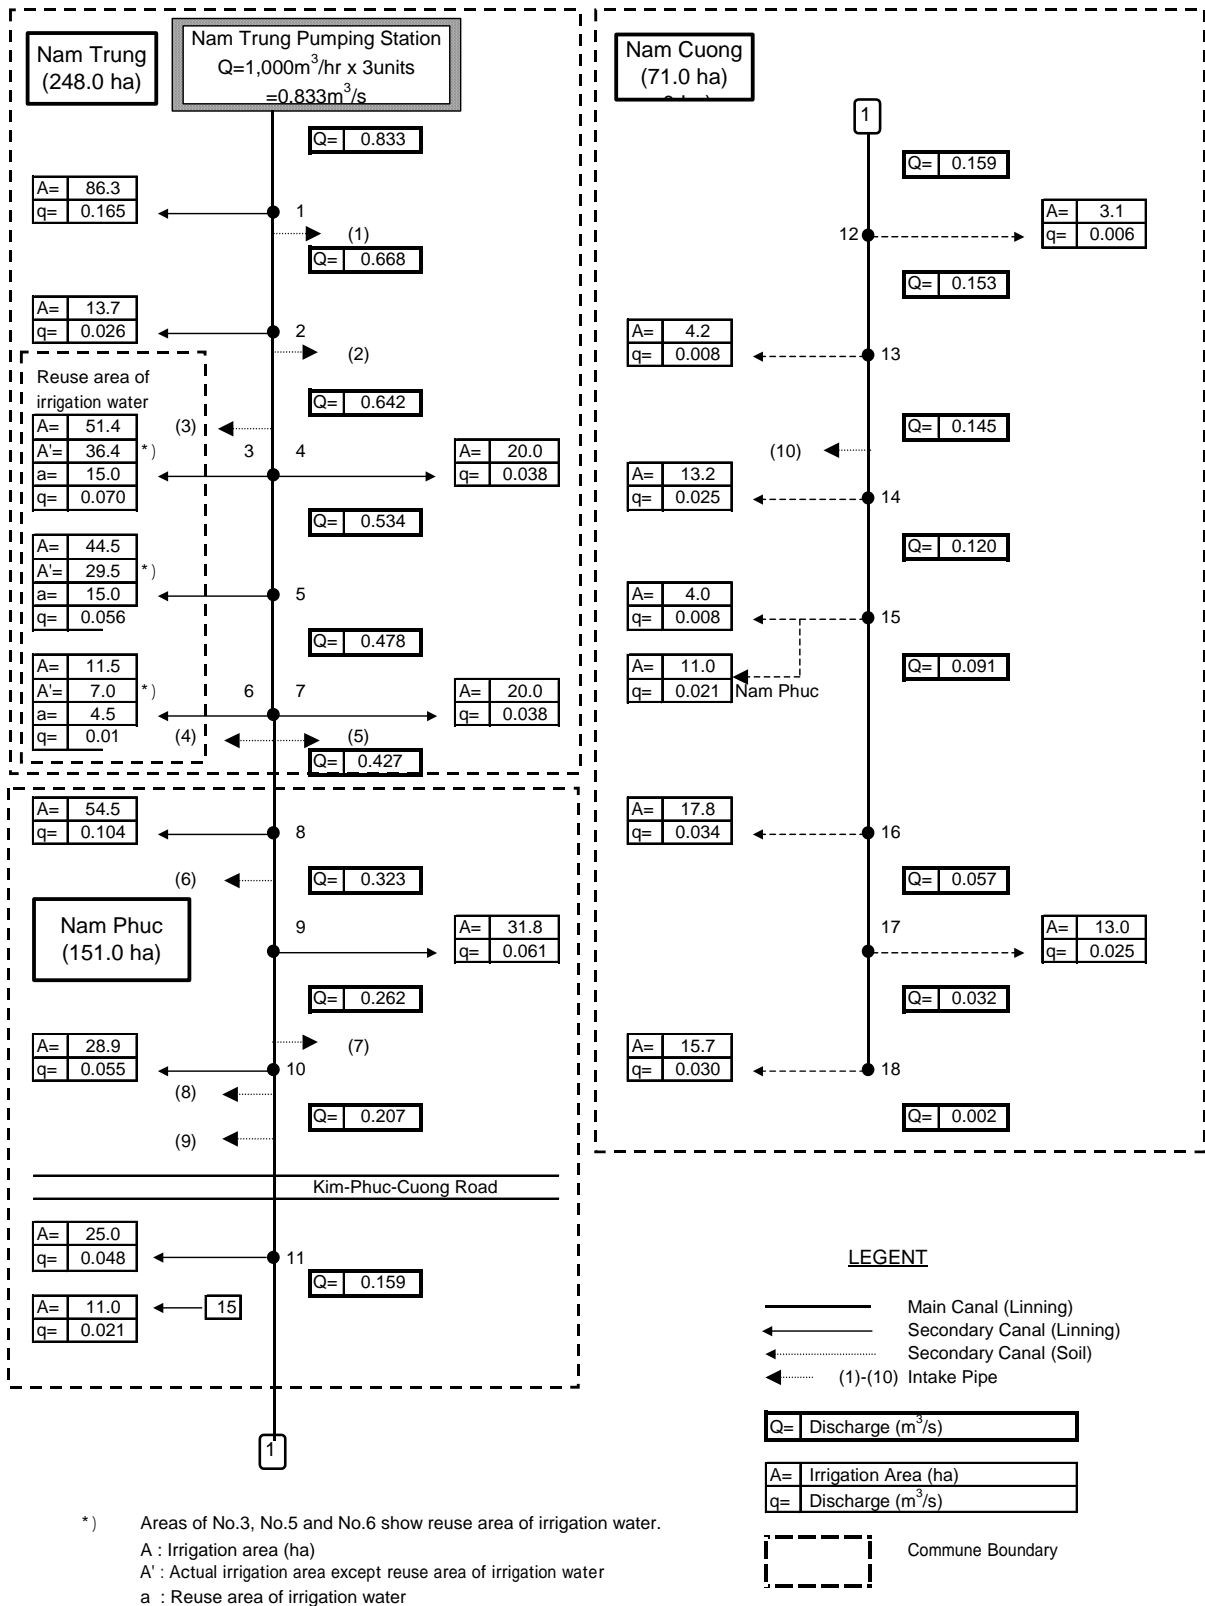 Nam Trung
(248.0 ha)
Nam Trung Pumping Station
Q=1,000m³/hr x 3units
=0.833m³/s
Q= 0.833
A= 86.3
q= 0.165
1
(1)
Q= 0.668
A= 13.7
q= 0.026
2
(2)
Reuse area of
irrigation water
Q= 0.642
A= 51.4
A'= 36.4 *)
a= 15.0
q= 0.070
(3)
3 4
A= 20.0
q= 0.038
Q= 0.534
A= 44.5
A'= 29.5 *)
a= 15.0
q= 0.056
5
Q= 0.478
A= 11.5
A'= 7.0 *)
a= 4.5
q= 0.01
6 7
A= 20.0
q= 0.038
(4) (5)
Q= 0.427
A= 54.5
q= 0.104
8
(6)
Q= 0.323
Nam Phuc
(151.0 ha)
9
A= 31.8
q= 0.061
Q= 0.262
(7)
A= 28.9
q= 0.055
10
(8)
Q= 0.207
(9)
Kim-Phuc-Cuong Road
A= 25.0
q= 0.048
11
Q= 0.159
A= 11.0
q= 0.021
15
1
Nam Cuong
(71.0 ha)
1
Q= 0.159
12
A= 3.1
q= 0.006
Q= 0.153
A= 4.2
q= 0.008
13
Q= 0.145
(10)
A= 13.2
q= 0.025
14
Q= 0.120
A= 4.0
q= 0.008
15
A= 11.0
q= 0.021
Nam Phuc
Q= 0.091
A= 17.8
q= 0.034
16
Q= 0.057
17
A= 13.0
q= 0.025
Q= 0.032
A= 15.7
q= 0.030
18
Q= 0.002
LEGENT
Main Canal (Linning)
Secondary Canal (Linning)
Secondary Canal (Soil)
(1)-(10) Intake Pipe
Q= Discharge (m³/s)
A= Irrigation Area (ha)
q= Discharge (m³/s)
Commune Boundary
*) Areas of No.3, No.5 and No.6 show reuse area of irrigation water.
A : Irrigation area (ha)
A' : Actual irrigation area except reuse area of irrigation water
a : Reuse area of irrigation water